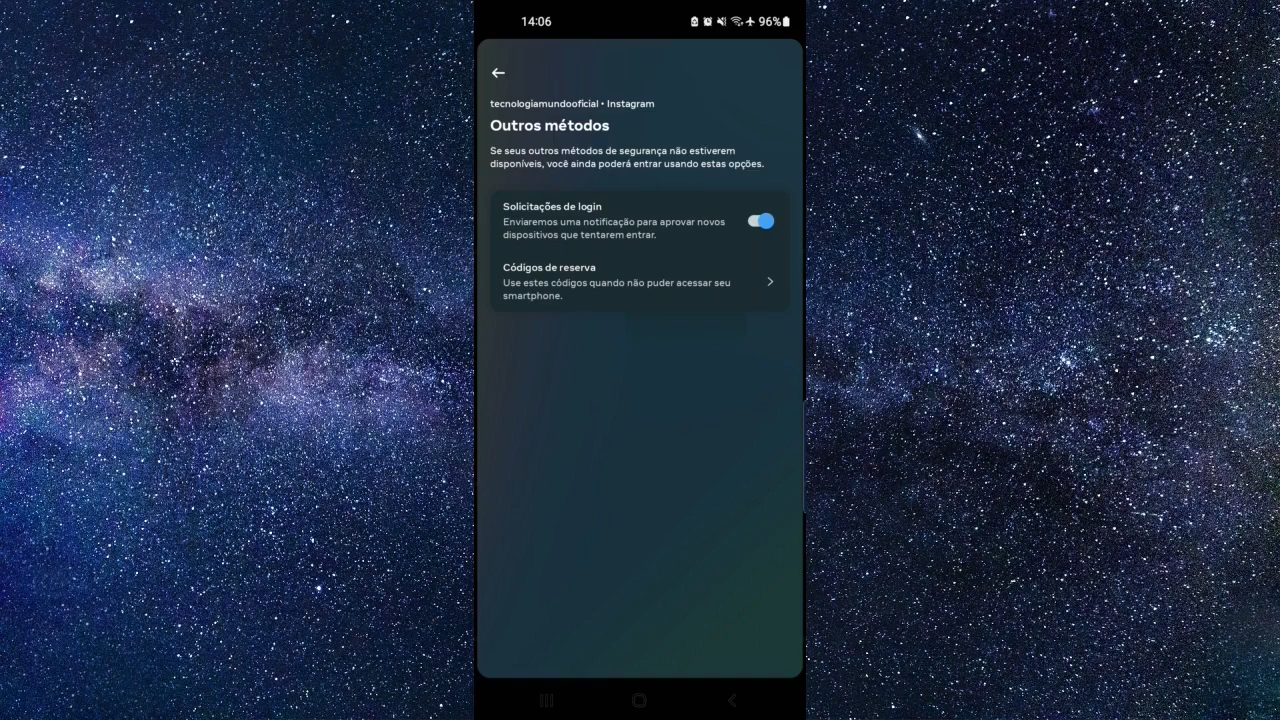 14:06
96%
tecnologiamundooficial • Instagram
Outros métodos
Se seus outros métodos de segurança não estiverem
disponíveis, você ainda poderá entrar usando estas opções.
Solicitações de login
Enviaremos uma notificação para aprovar novos
dispositivos que tentarem entrar.
Códigos de reserva
Use estes códigos quando não puder acessar seu
smartphone.